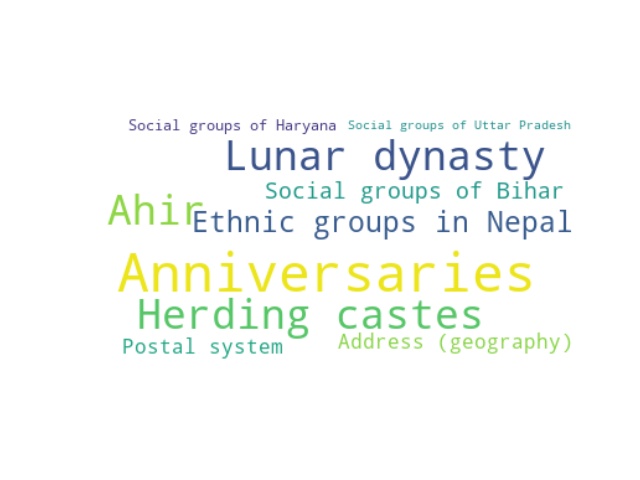 Social groups of Haryana
Social groups of Uttar Pradesh
Lunar dynasty
Social groups of Bihar
Ahir
Ethnic groups in Nepal
Anniversaries
Herding castes
Postal system
Address (geography)